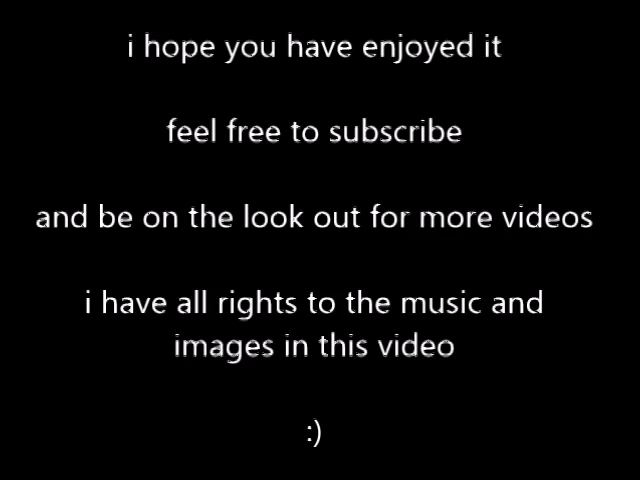 i hope you have enjoyed it
feel free to subscribe
and be on the look out for more videos
i have all rights to the music and
images in this video
:)